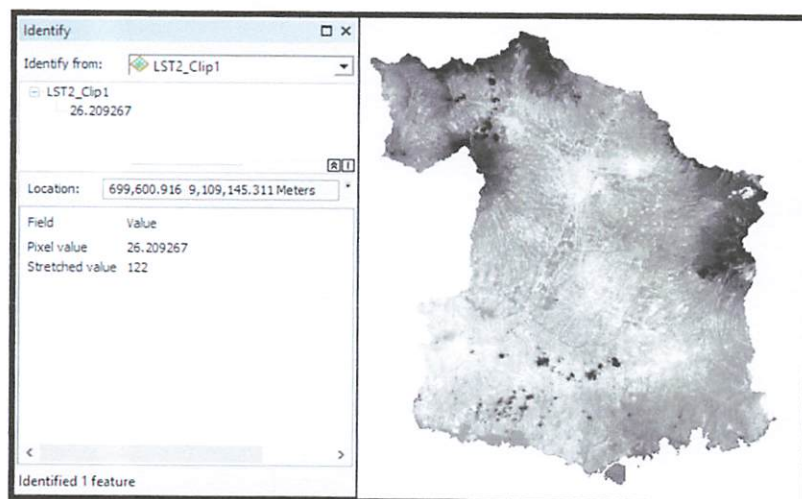 Identify
Identify from: LST2_Clip1
LST2_Clip1
26.209267
Location: 699,600.916 9,109,145.311 Meters
Field Value
Pixel value 26.209267
Stretched value 122
Identified 1 feature